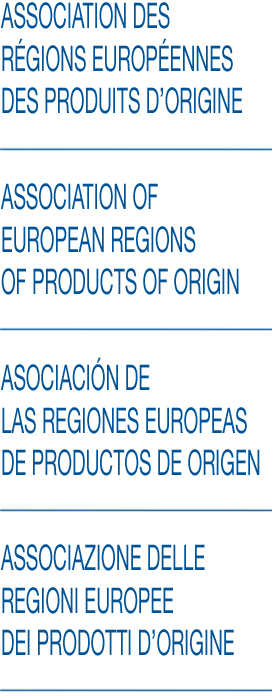 ASSOCIATION DES
RÉGIONS EUROPÉENNES
DES PRODUITS D’ORIGINE
ASSOCIATION OF
EUROPEAN REGIONS
OF PRODUCTS OF ORIGIN
ASOCIACIÓN DE
LAS REGIONES EUROPEAS
DE PRODUCTOS DE ORIGEN
ASSOCIAZIONE DELLE
REGIONI EUROPEE
DEI PRODOTTI D’ORIGINE